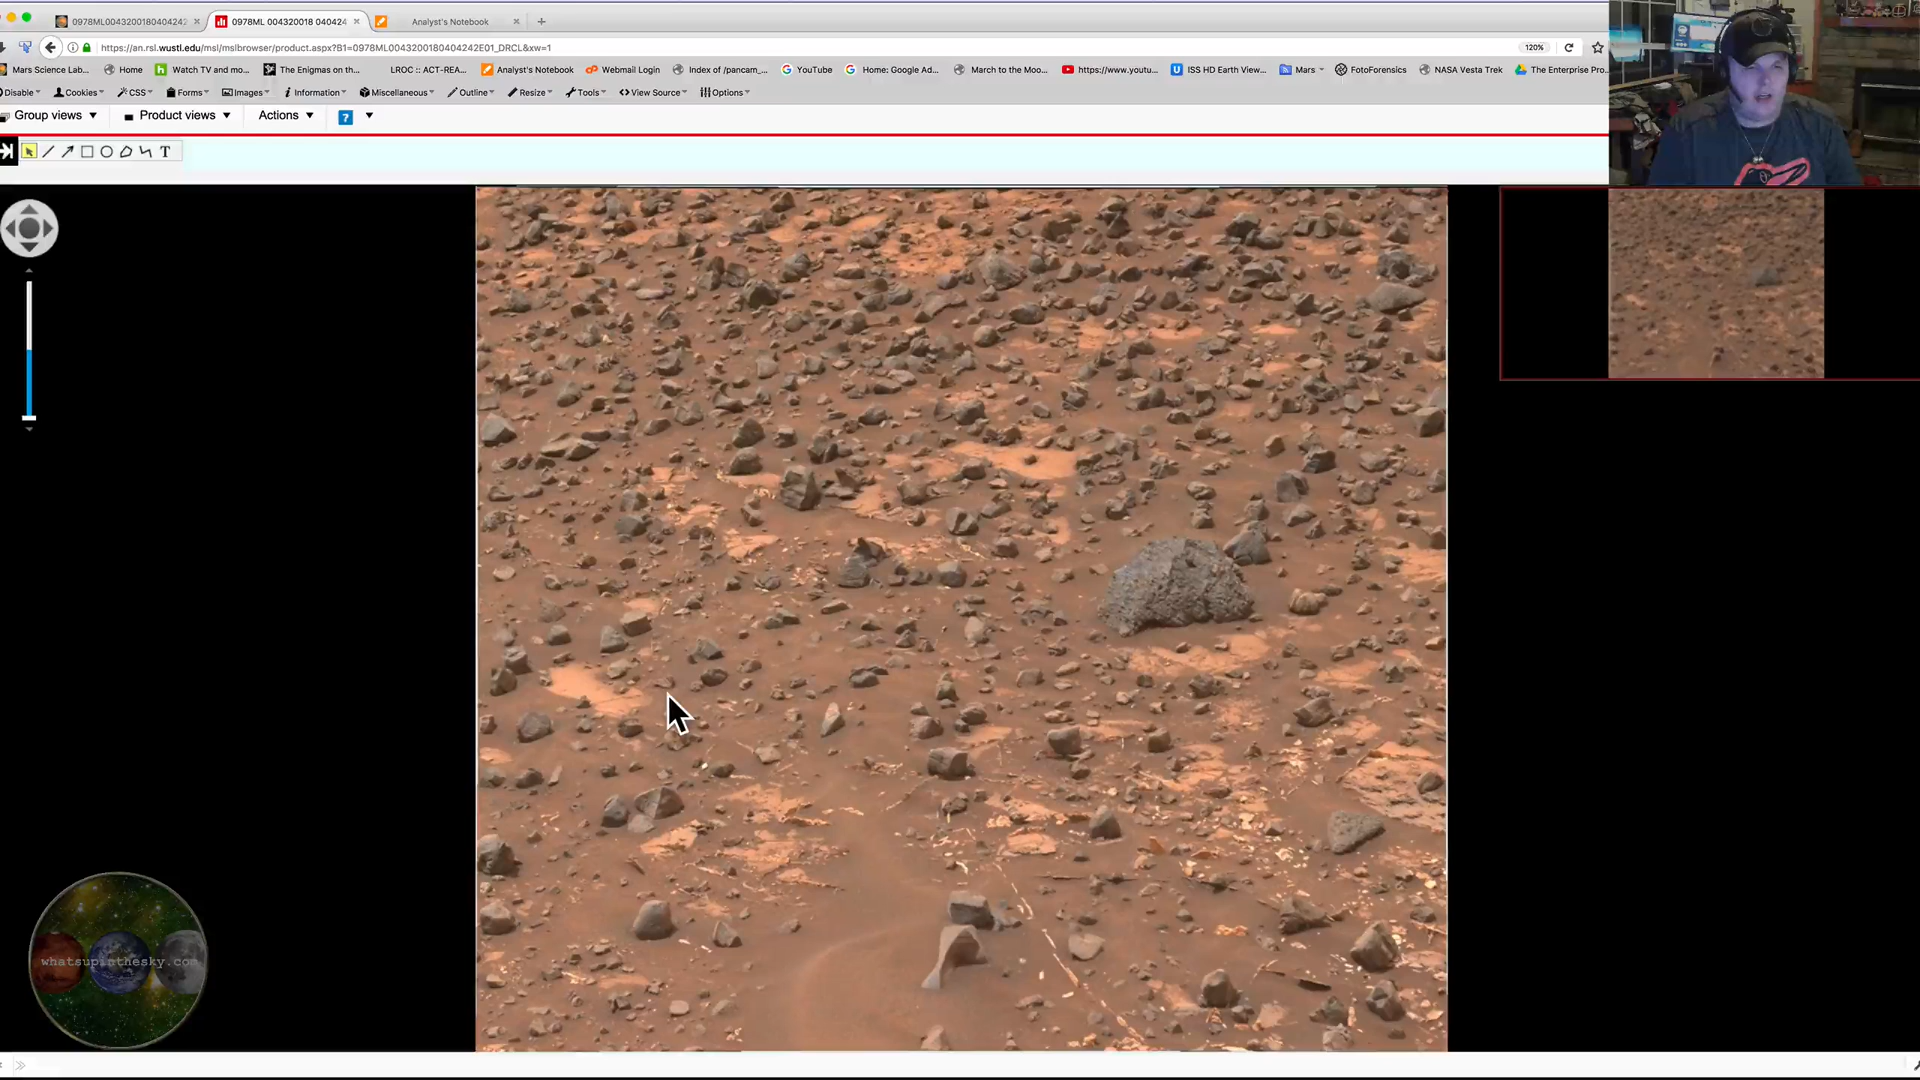 0978ML0043200180404242
0978ML 004320018 040424
Analyst's Notebook
https://an.rsl.wustl.edu/msl/mslbrowser/product.aspx?B1=0978ML0043200180404242E01_DRCL&xw=1
120%
Mars Science Lab... Home Watch TV and mo... The Enigmas on th... LROC :: ACT-REA... Analyst's Notebook Webmail Login Index of /pancam_... YouTube Home: Google Ad... March to the Moo... https://www.youtu... ISS HD Earth View... Mars FotoForensics NASA Vesta Trek The Enterprise Pro...
Disable Cookies CSS Forms Images Information Miscellaneous Outline Resize Tools View Source Options
Group views Product views Actions ?
T
whatsupinthesky.com